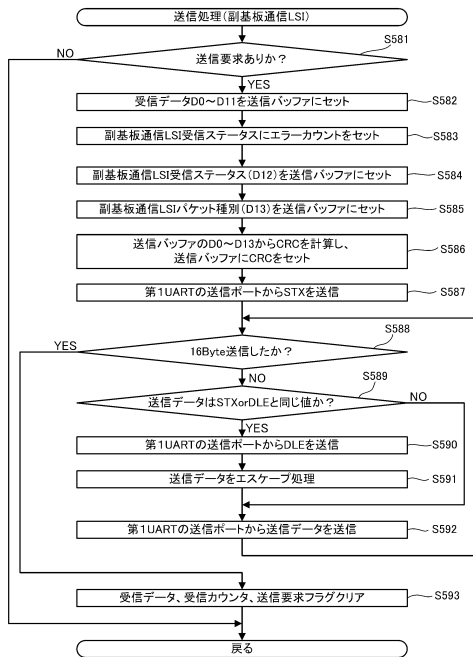 送信処理(副基板通信LSI)
S581
NO
送信要求ありか?
YES
受信データD0～D11を送信バッファにセット
S582
副基板通信LSI受信ステータスにエラーカウントをセット
S583
副基板通信LSI受信ステータス(D12)を送信バッファにセット
S584
副基板通信LSIパケット種別(D13)を送信バッファにセット
S585
送信バッファのD0～D13からCRCを計算し、
送信バッファにCRCをセット
S586
第1UARTの送信ポートからSTXを送信
S587
S588
YES
16Byte送信したか?
NO
S589
送信データはSTXorDLEと同じ値か?
NO
YES
第1UARTの送信ポートからDLEを送信
S590
送信データをエスケープ処理
S591
第1UARTの送信ポートから送信データを送信
S592
受信データ、受信カウンタ、送信要求フラグクリア
S593
戻る